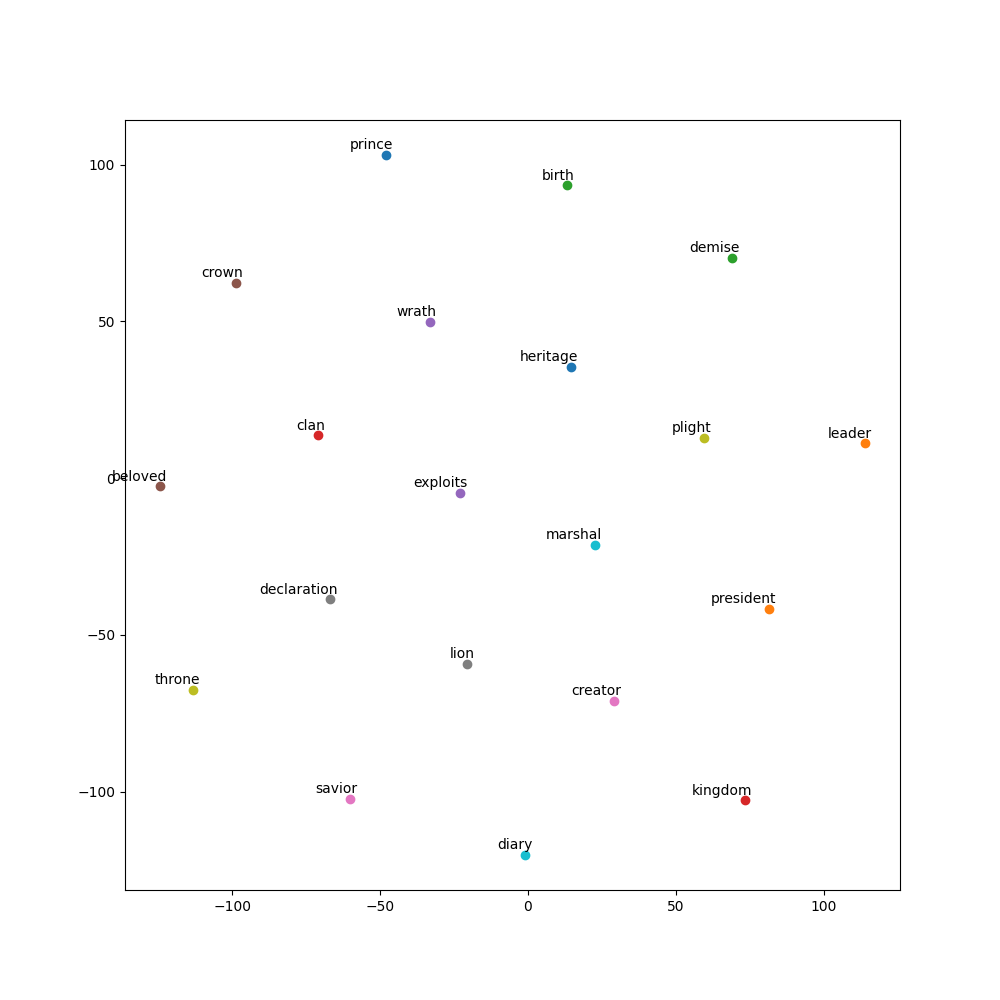 prince
birth
demise
crown
wrath
heritage
clan
plight
leader
beloved
exploits
marshal
declaration
president
lion
throne
creator
savior
kingdom
diary
100
50
0
−50
−100
−100
−50
0
50
100